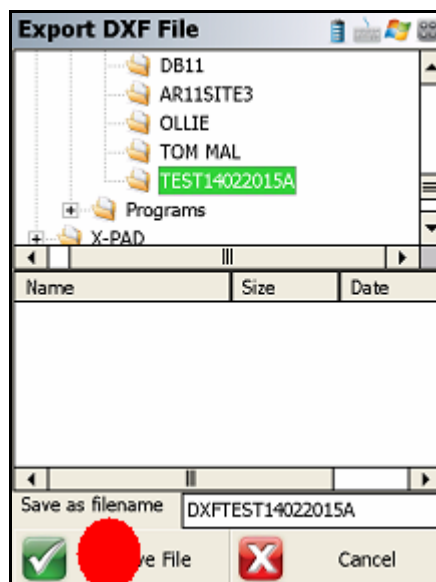 Export DXF File
DB11
AR11SITE3
OLLIE
TOM MAL
TEST14022015A
Programs
X-PAD
Name Size Date
Save as filename DXFTEST14022015A
ve File Cancel